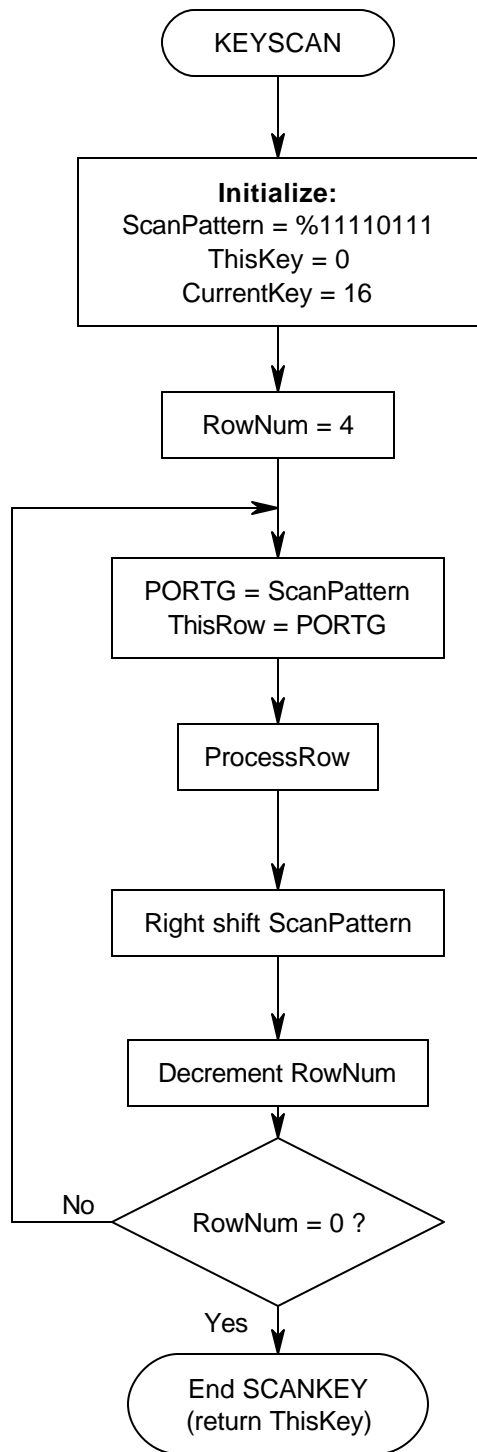 KEYSCAN
Initialize:
ScanPattern = %11110111
ThisKey = 0
CurrentKey = 16
RowNum = 4
PORTG = ScanPattern
ThisRow = PORTG
ProcessRow
Right shift ScanPattern
Decrement RowNum
No
RowNum = 0 ?
Yes
End SCANKEY
(return ThisKey)